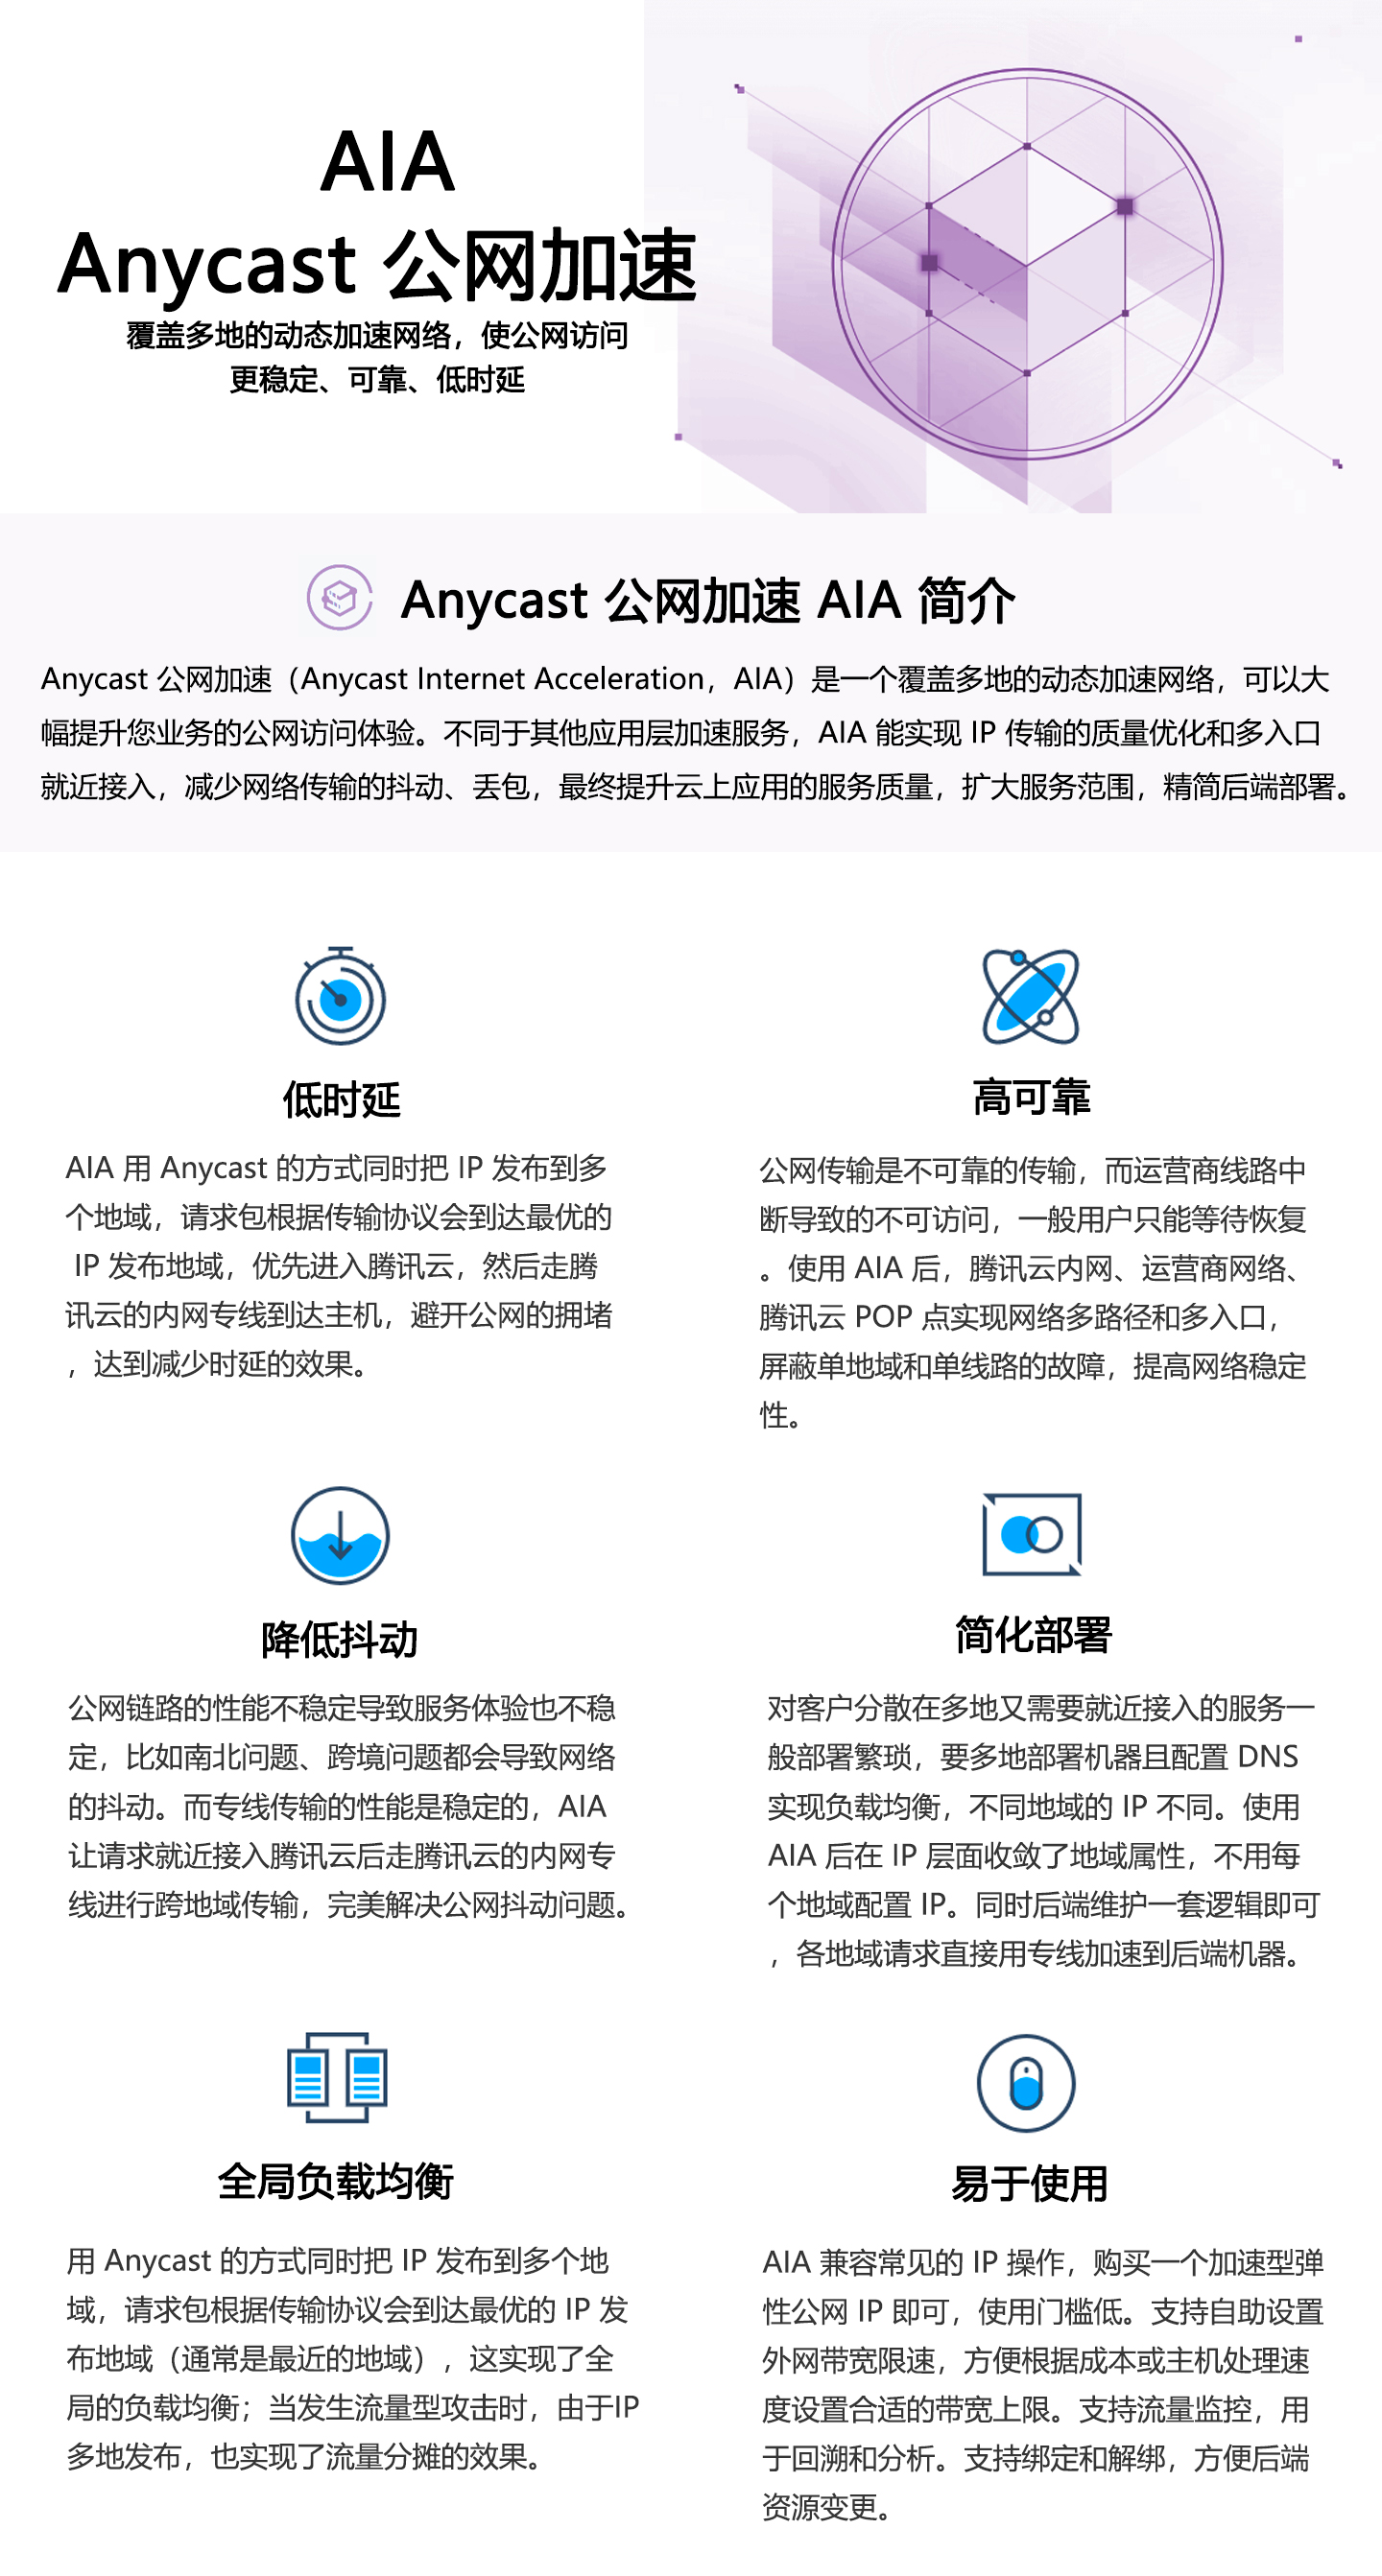 AIA
Anycast 公网加速
覆盖多地的动态加速网络，使公网访问
更稳定、可靠、低时延
Anycast 公网加速 AIA 简介
Anycast 公网加速（Anycast Internet Acceleration，AIA）是一个覆盖多地的动态加速网络，可以大
幅提升您业务的公网访问体验。不同于其他应用层加速服务，AIA 能实现 IP 传输的质量优化和多入口
就近接入，减少网络传输的抖动、丢包，最终提升云上应用的服务质量，扩大服务范围，精简后端部署。
低时延
AIA 用 Anycast 的方式同时把 IP 发布到多
个地域，请求包根据传输协议会到达最优的
IP 发布地域，优先进入腾讯云，然后走腾
讯云的内网专线到达主机，避开公网的拥堵
，达到减少时延的效果。
高可靠
公网传输是不可靠的传输，而运营商线路中
断导致的不可访问，一般用户只能等待恢复
。使用 AIA 后，腾讯云内网、运营商网络、
腾讯云 POP 点实现网络多路径和多入口，
屏蔽单地域和单线路的故障，提高网络稳定
性。
降低抖动
公网链路的性能不稳定导致服务体验也不稳
定，比如南北问题、跨境问题都会导致网络
的抖动。而专线传输的性能是稳定的，AIA
让请求就近接入腾讯云后走腾讯云的内网专
线进行跨地域传输，完美解决公网抖动问题。
简化部署
对客户分散在多地又需要就近接入的服务一
般部署繁琐，要多地部署机器且配置 DNS
实现负载均衡，不同地域的 IP 不同。使用
AIA 后在 IP 层面收敛了地域属性，不用每
个地域配置 IP。同时后端维护一套逻辑即可
，各地域请求直接用专线加速到后端机器。
全局负载均衡
用 Anycast 的方式同时把 IP 发布到多个地
域，请求包根据传输协议会到达最优的 IP 发
布地域（通常是最近的地域），这实现了全
局的负载均衡；当发生流量型攻击时，由于IP
多地发布，也实现了流量分摊的效果。
易于使用
AIA 兼容常见的 IP 操作，购买一个加速型弹
性公网 IP 即可，使用门槛低。支持自助设置
外网带宽限速，方便根据成本或主机处理速
度设置合适的带宽上限。支持流量监控，用
于回溯和分析。支持绑定和解绑，方便后端
资源变更。